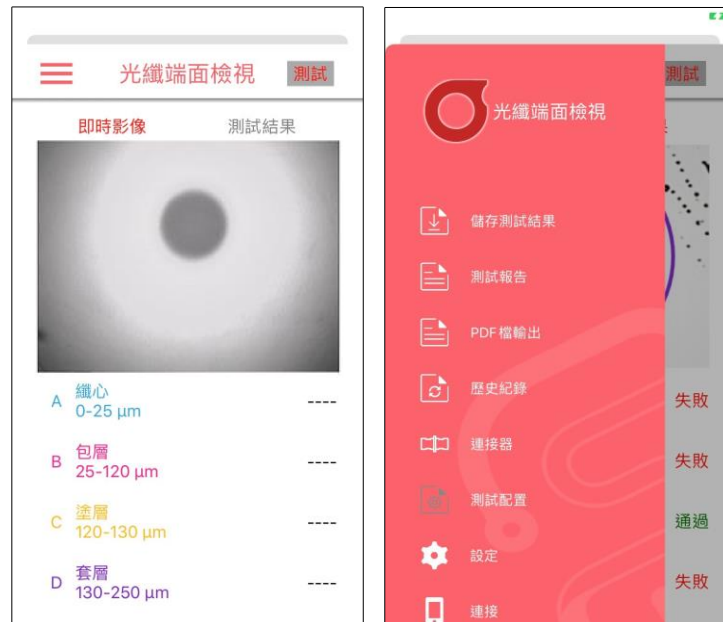 光纖端面檢視
測試
即時影像
測試結果
A
纖心
0-25 μm
----
B
包層
25-120 μm
----
C
塗層
120-130 μm
----
D
套層
130-250 μm
----
測試
光纖端面檢視
儲存測試結果
測試報告
PDF檔輸出
歷史紀錄
失敗
連接器
失敗
測試配置
通過
設定
失敗
連接